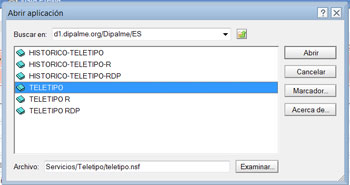 Abrir aplicación
Buscar en: d1.dipalme.org/Dipalme/ES
HISTORICO-TELETIPO
HISTORICO-TELETIPO-R
HISTORICO-TELETIPO-RDP
TELETIPO
TELETIPO R
TELETIPO RDP
Abrir
Cancelar
Marcador...
Acerca de...
Archivo: Servicios/Teletipo/teletipo.nsf Examinar...